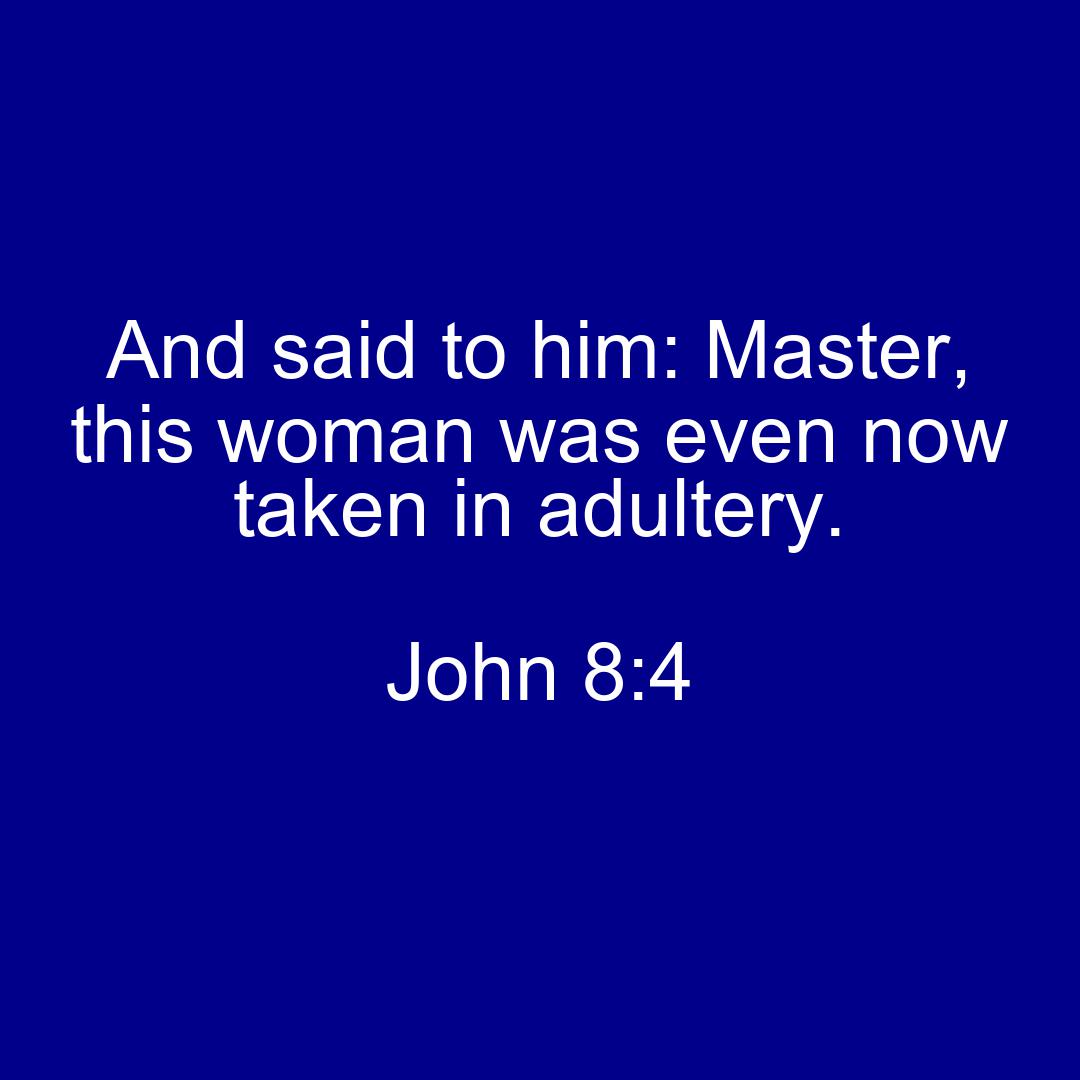 And said to him: Master,
this woman was even now
taken in adultery.
John 8:4